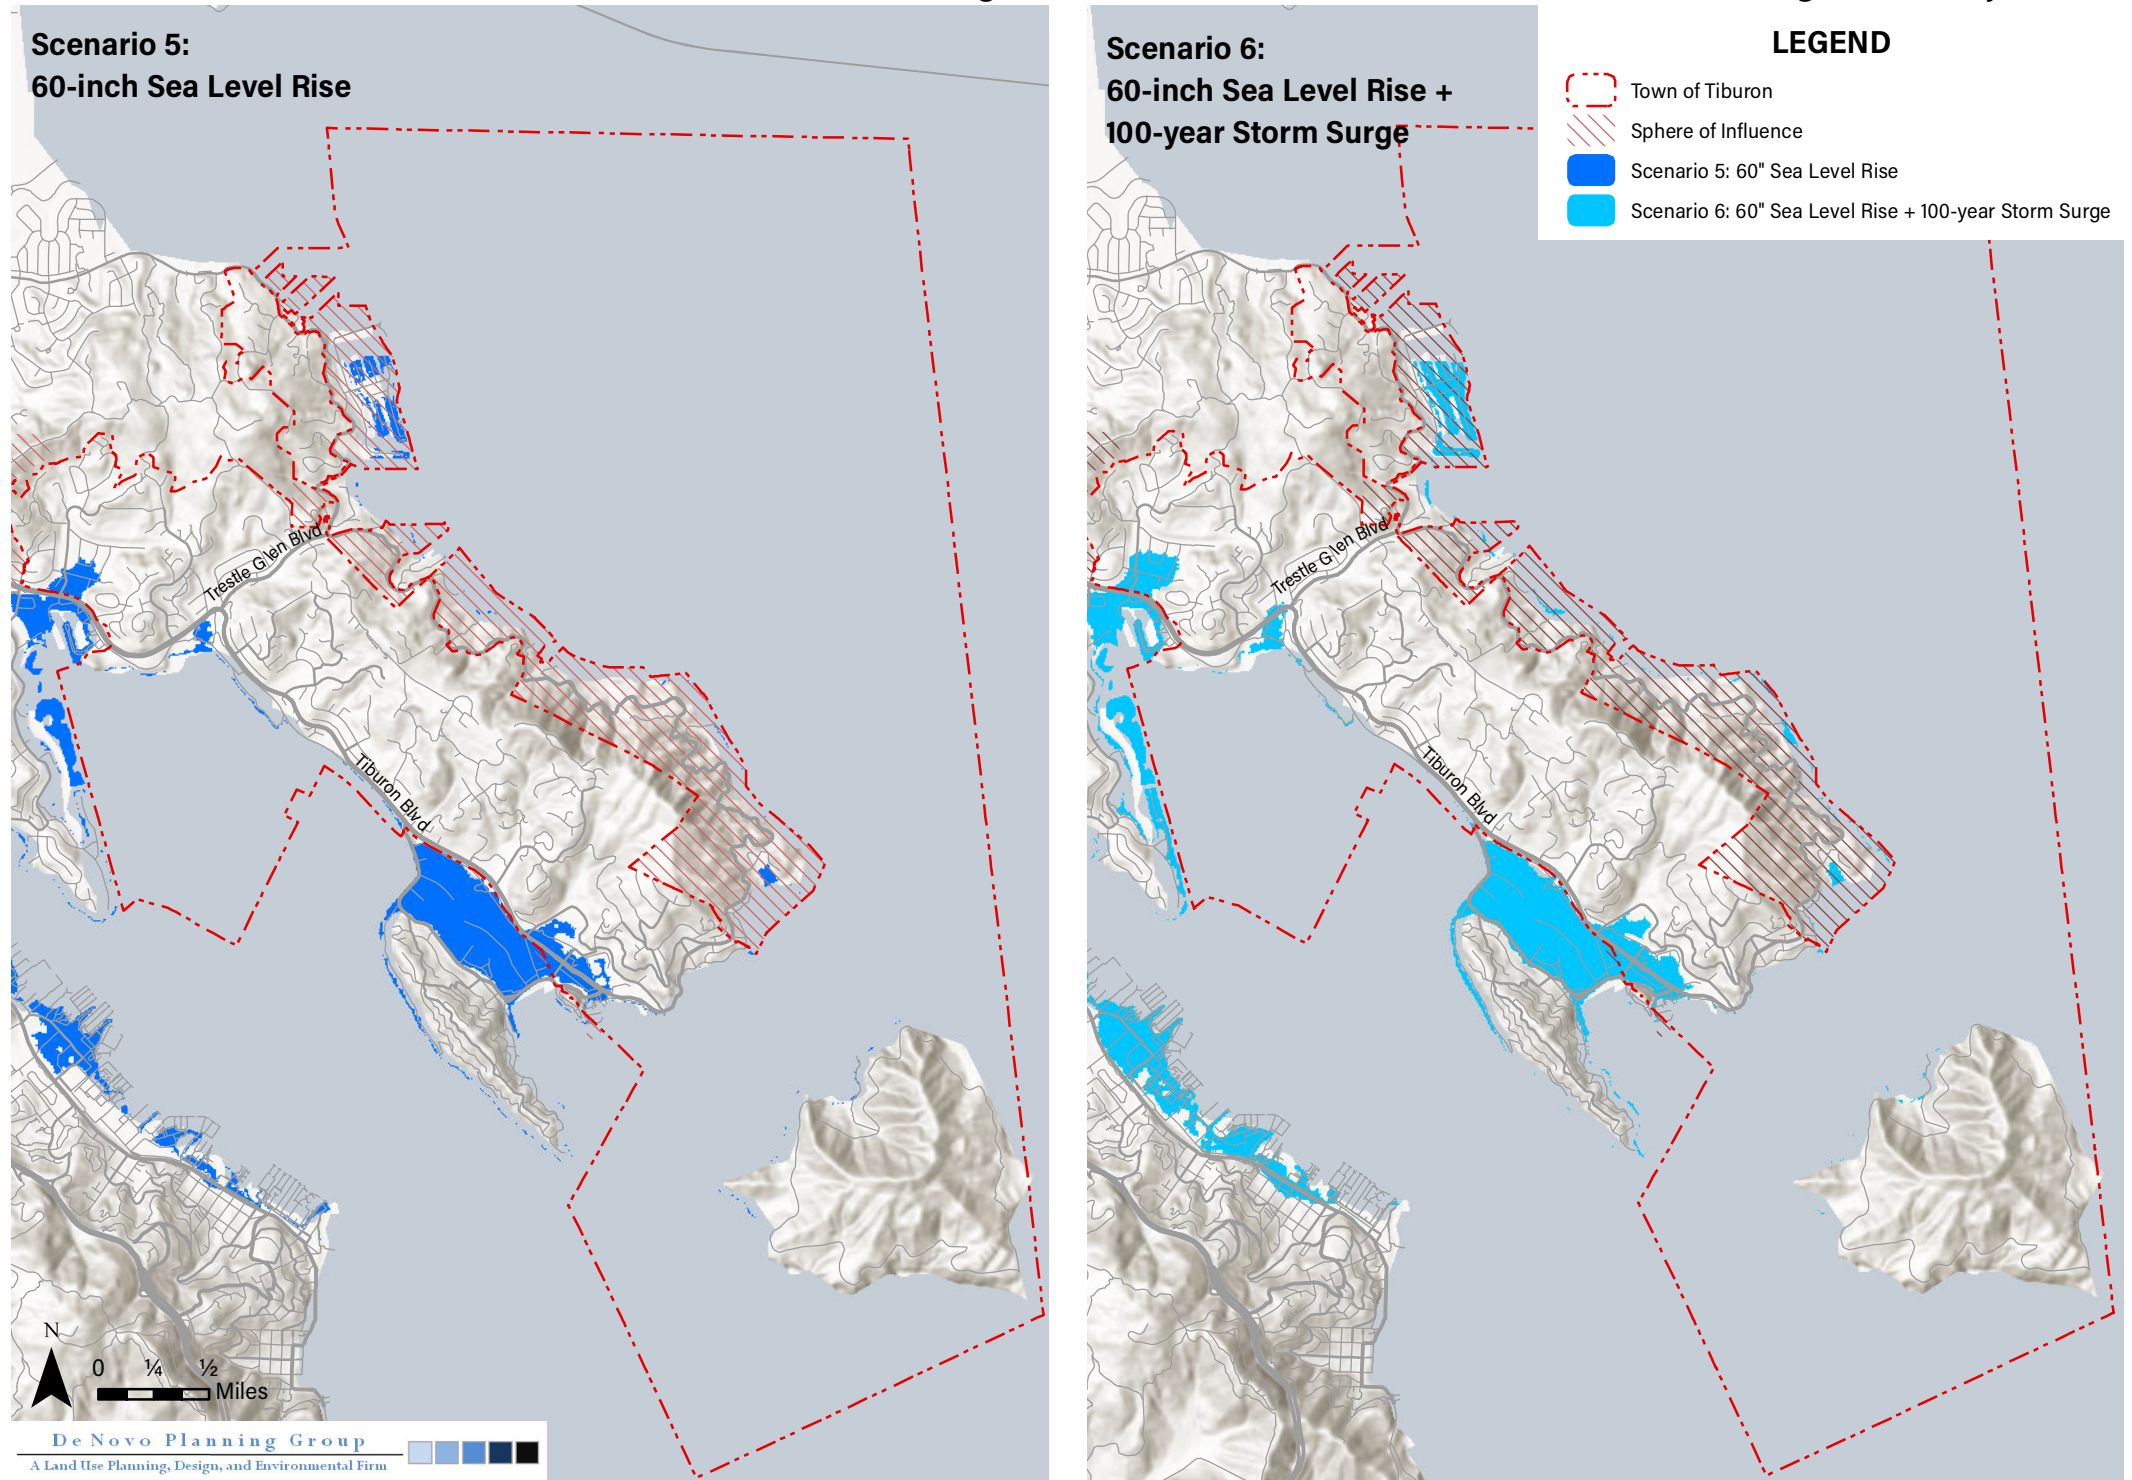 Scenario 5:
60-inch Sea Level Rise
Trestle Glen Blvd
Tiburon Blvd
N
0 ¼ ½
Miles
De Novo Planning Group
A Land Use Planning, Design, and Environmental Firm
Scenario 6:
60-inch Sea Level Rise +
100-year Storm Surge
Trestle Glen Blvd
Tiburon Blvd
LEGEND
Town of Tiburon
Sphere of Influence
Scenario 5: 60" Sea Level Rise
Scenario 6: 60" Sea Level Rise + 100-year Storm Surge